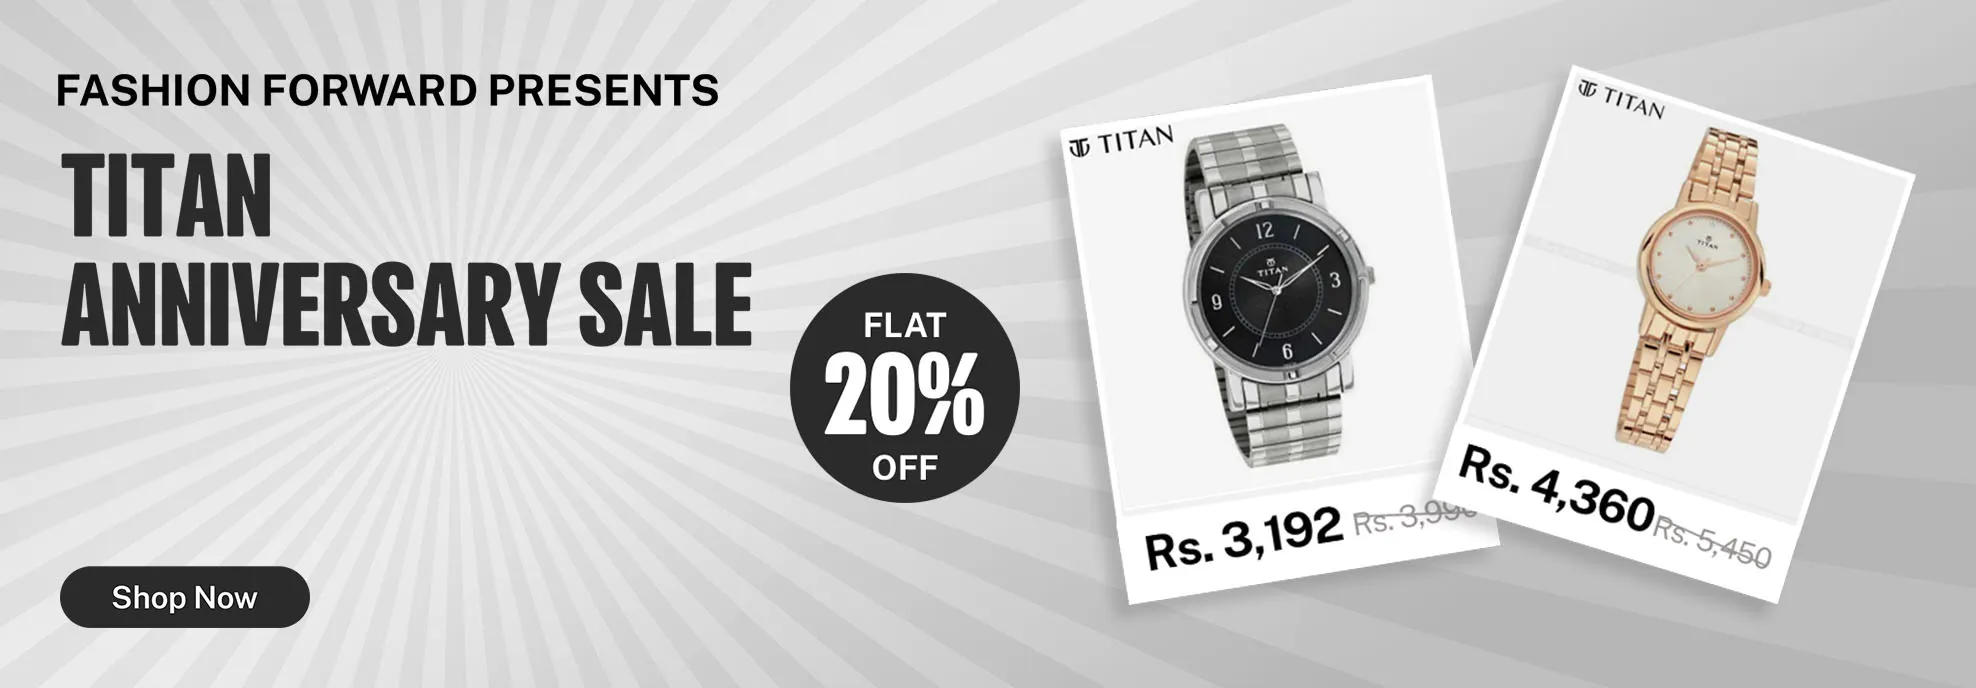 FASHION FORWARD PRESENTS
TITAN
ANNIVERSARY SALE
FLAT
20%
OFF
Shop Now
TITAN
12
TITAN
3
9
6
Rs. 3,192
TITAN
TITAN
Rs. 4,360 Rs. 5,450